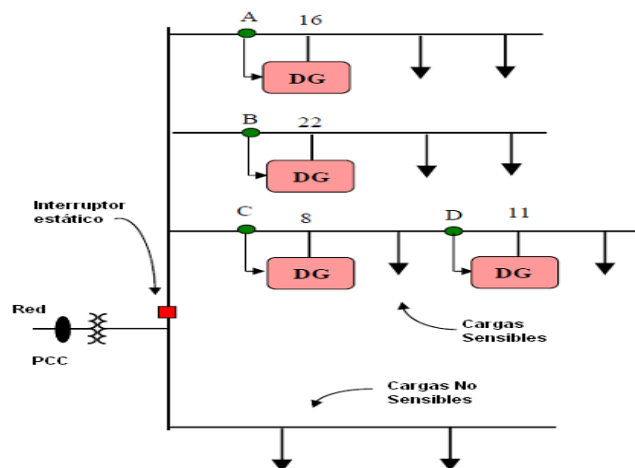 A 16
DG
B 22
DG
Interruptor
estático
C 8 D 11
DG DG
Red
PCC
Cargas
Sensibles
Cargas No
Sensibles